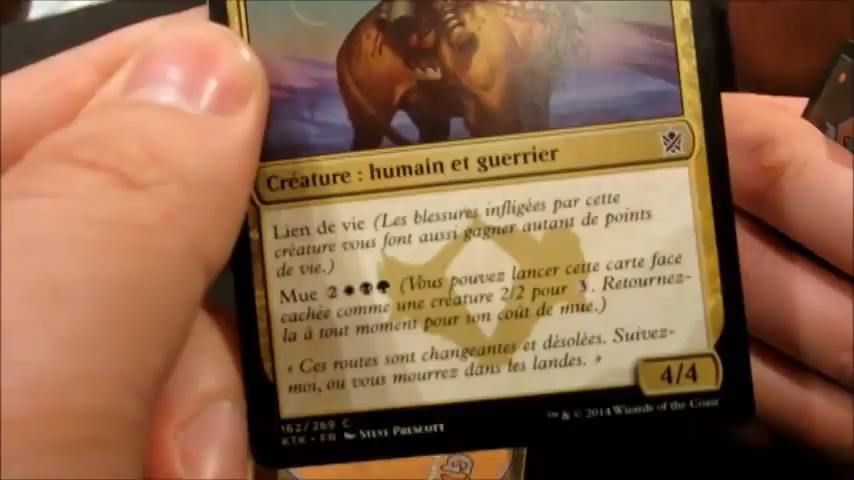 Créature : humain et guerrier
Lien de vie (Les blessures infligées par cette
créature vous font aussi gagner autant de points
de vie.)
Mue 2 (Vous pouvez lancer cette carte face
cachée comme une créature 2/2 pour 3. Retournez-
la à tout moment pour son coût de mue.)
« Ces routes sont changeantes et désolées. Suivez-
moi, ou vous mourrez dans les landes. »
4/4
162/269 C
KTK • FR STEVE PRESCOTT
™ & © 2014 Wizards of the Coast